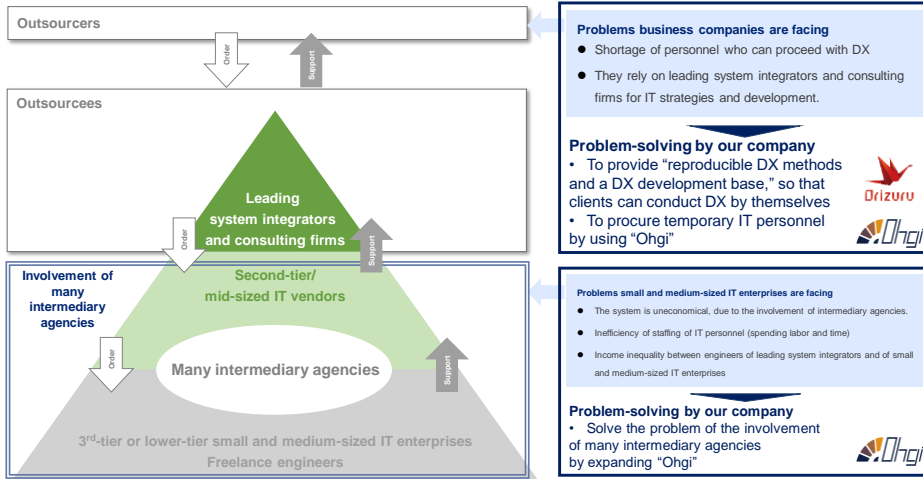 Outsourcers
Order
Support
Outsourcees
Leading
system integrators
and consulting firms
Order
Support
Involvement of
many
intermediary
agencies
Second-tier/
mid-sized IT vendors
Order
Support
Many intermediary agencies
3rd-tier or lower-tier small and medium-sized IT enterprises
Freelance engineers
Problems business companies are facing
● Shortage of personnel who can proceed with DX
● They rely on leading system integrators and consulting
firms for IT strategies and development.
Problem-solving by our company
• To provide “reproducible DX methods
and a DX development base,” so that
clients can conduct DX by themselves
• To procure temporary IT personnel
by using “Ohgi”
Orizuru
Ohgi
Problems small and medium-sized IT enterprises are facing
● The system is uneconomical, due to the involvement of intermediary agencies.
● Inefficiency of staffing of IT personnel (spending labor and time)
● Income inequality between engineers of leading system integrators and of small
and medium-sized IT enterprises
Problem-solving by our company
• Solve the problem of the involvement
of many intermediary agencies
by expanding “Ohgi”
Ohgi